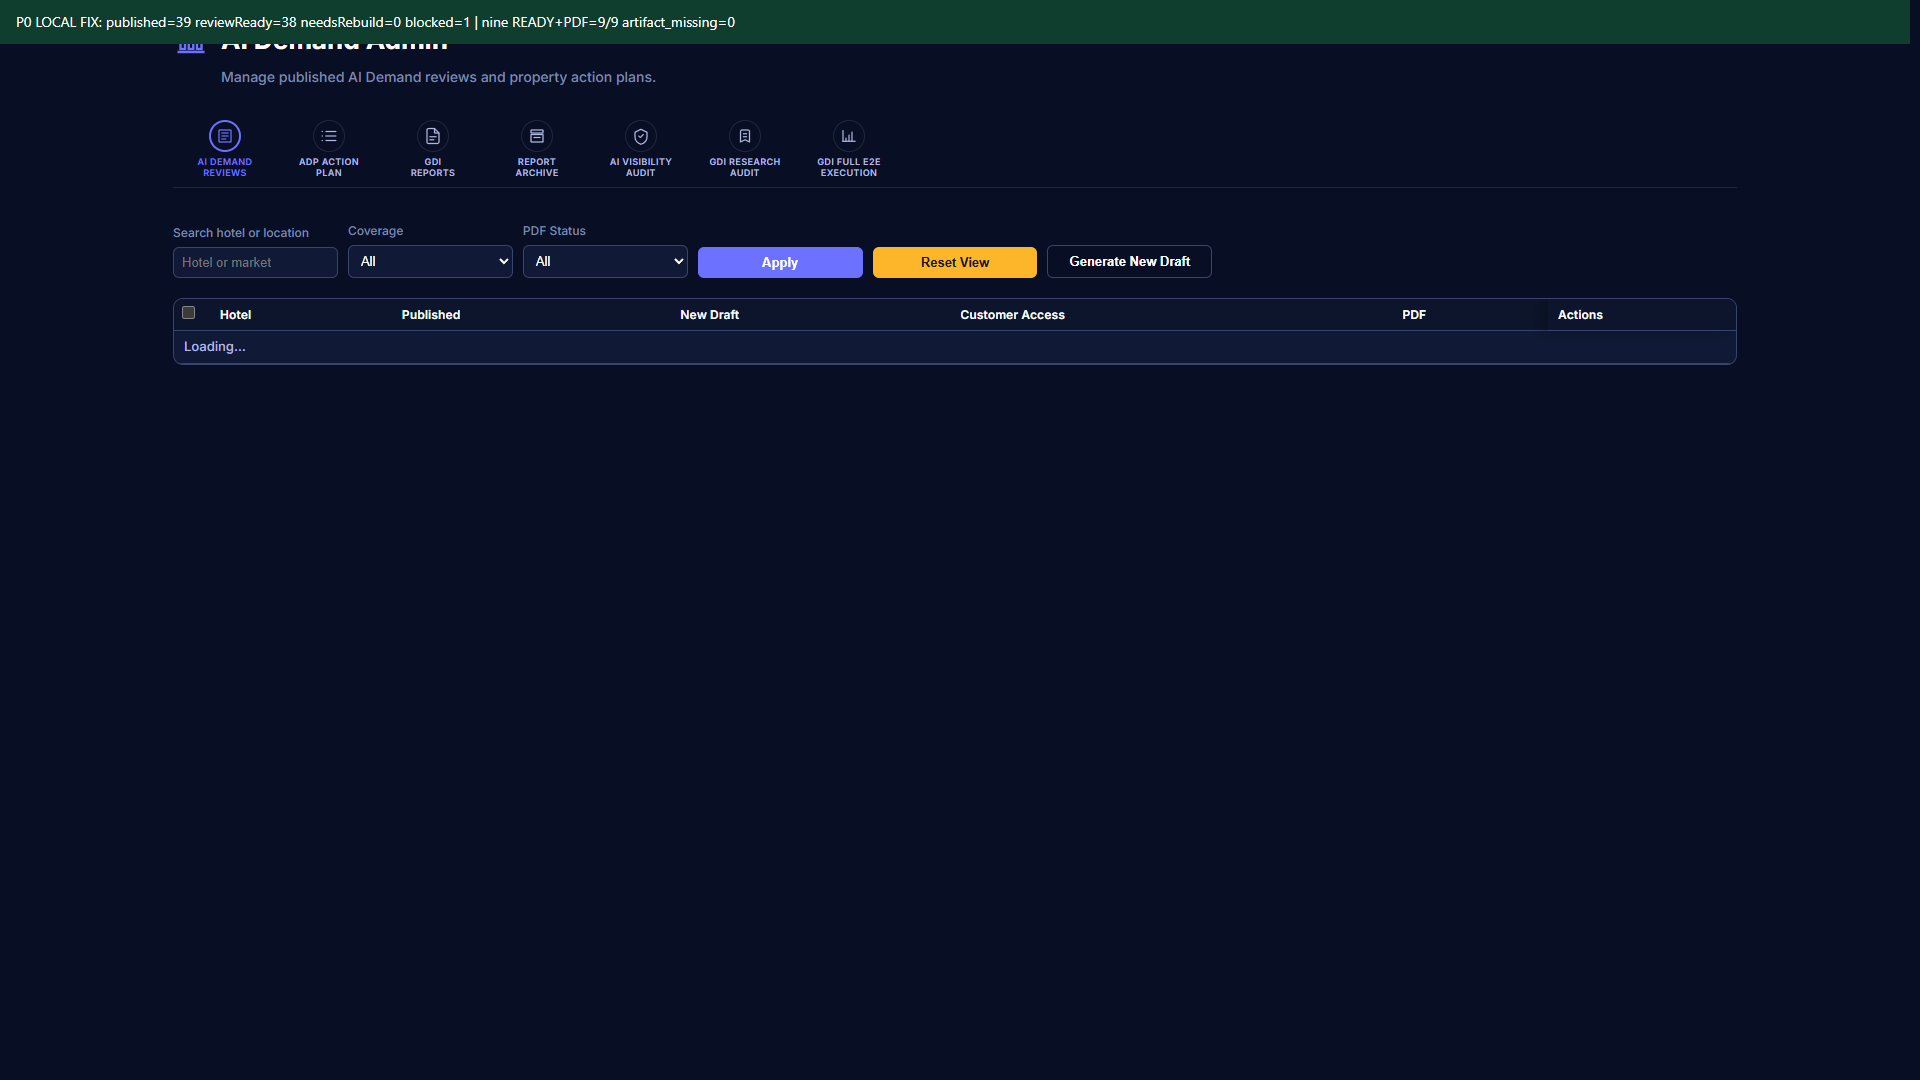 P0 LOCAL FIX: published=39 reviewReady=38 needsRebuild=0 blocked=1 | nine READY+PDF=9/9 artifact_missing=0
AI Demand Admin
Manage published AI Demand reviews and property action plans.
AI DEMAND
REVIEWS
ADP ACTION
PLAN
GDI
REPORTS
REPORT
ARCHIVE
AI VISIBILITY
AUDIT
GDI RESEARCH
AUDIT
GDI FULL E2E
EXECUTION
Search hotel or location
Hotel or market
Coverage
All
PDF Status
All
Apply
Reset View
Generate New Draft
Hotel
Published
New Draft
Customer Access
PDF
Actions
Loading...